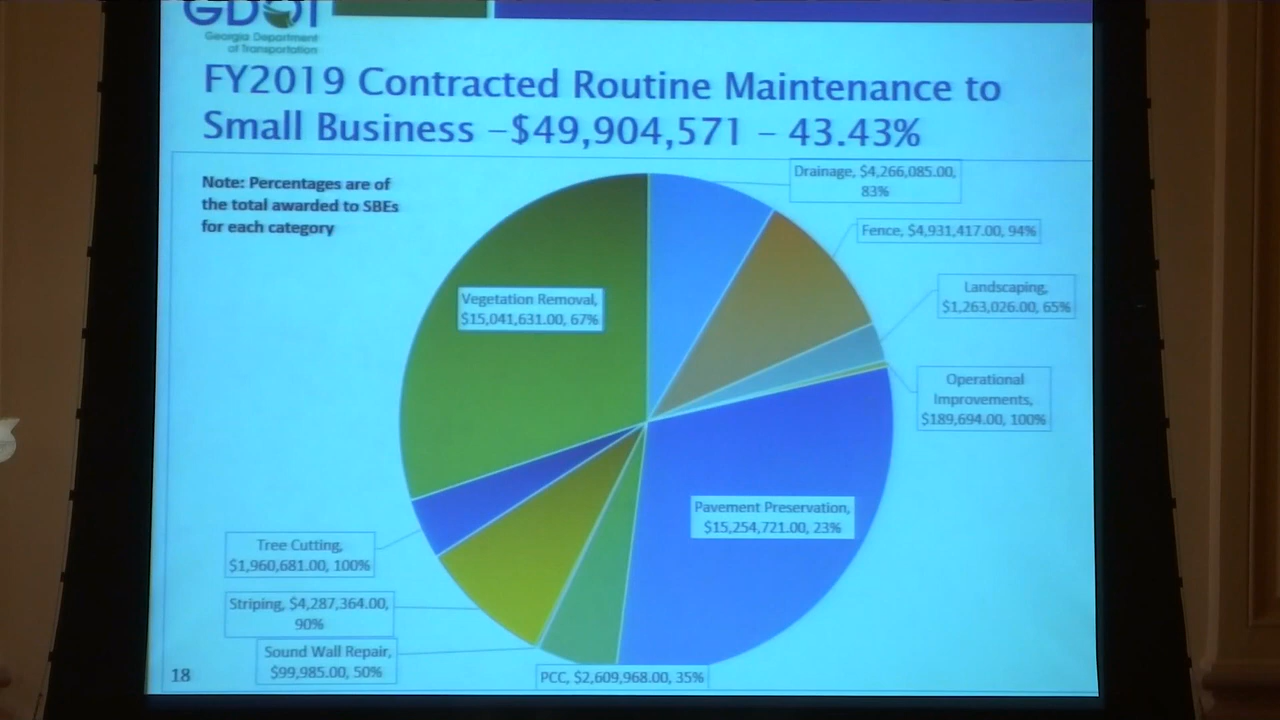 GDOT
Georgia Department
of Transportation
FY2019 Contracted Routine Maintenance to
Small Business –$49,904,571 – 43.43%
Note: Percentages are of
the total awarded to SBEs
for each category
Drainage, $4,266,085.00,
83%
Fence, $4,931,417.00, 94%
Landscaping,
$1,263,026.00, 65%
Operational
Improvements,
$189,694.00, 100%
Vegetation Removal,
$15,041,631.00, 67%
Pavement Preservation,
$15,254,721.00, 23%
Tree Cutting,
$1,960,681.00, 100%
Striping, $4,287,364.00,
90%
Sound Wall Repair,
$99,985.00, 50%
PCC, $2,609,968.00, 35%
18